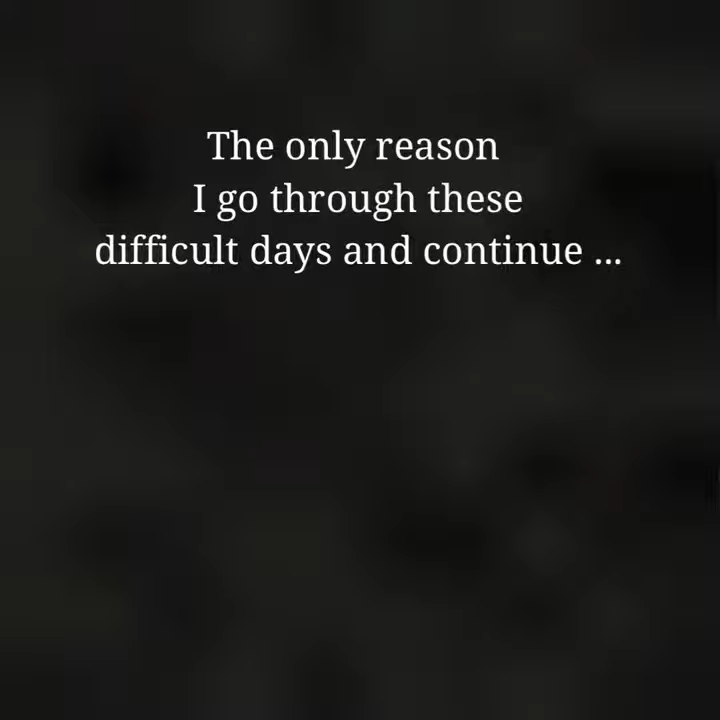 The only reason
I go through these
difficult days and continue ...